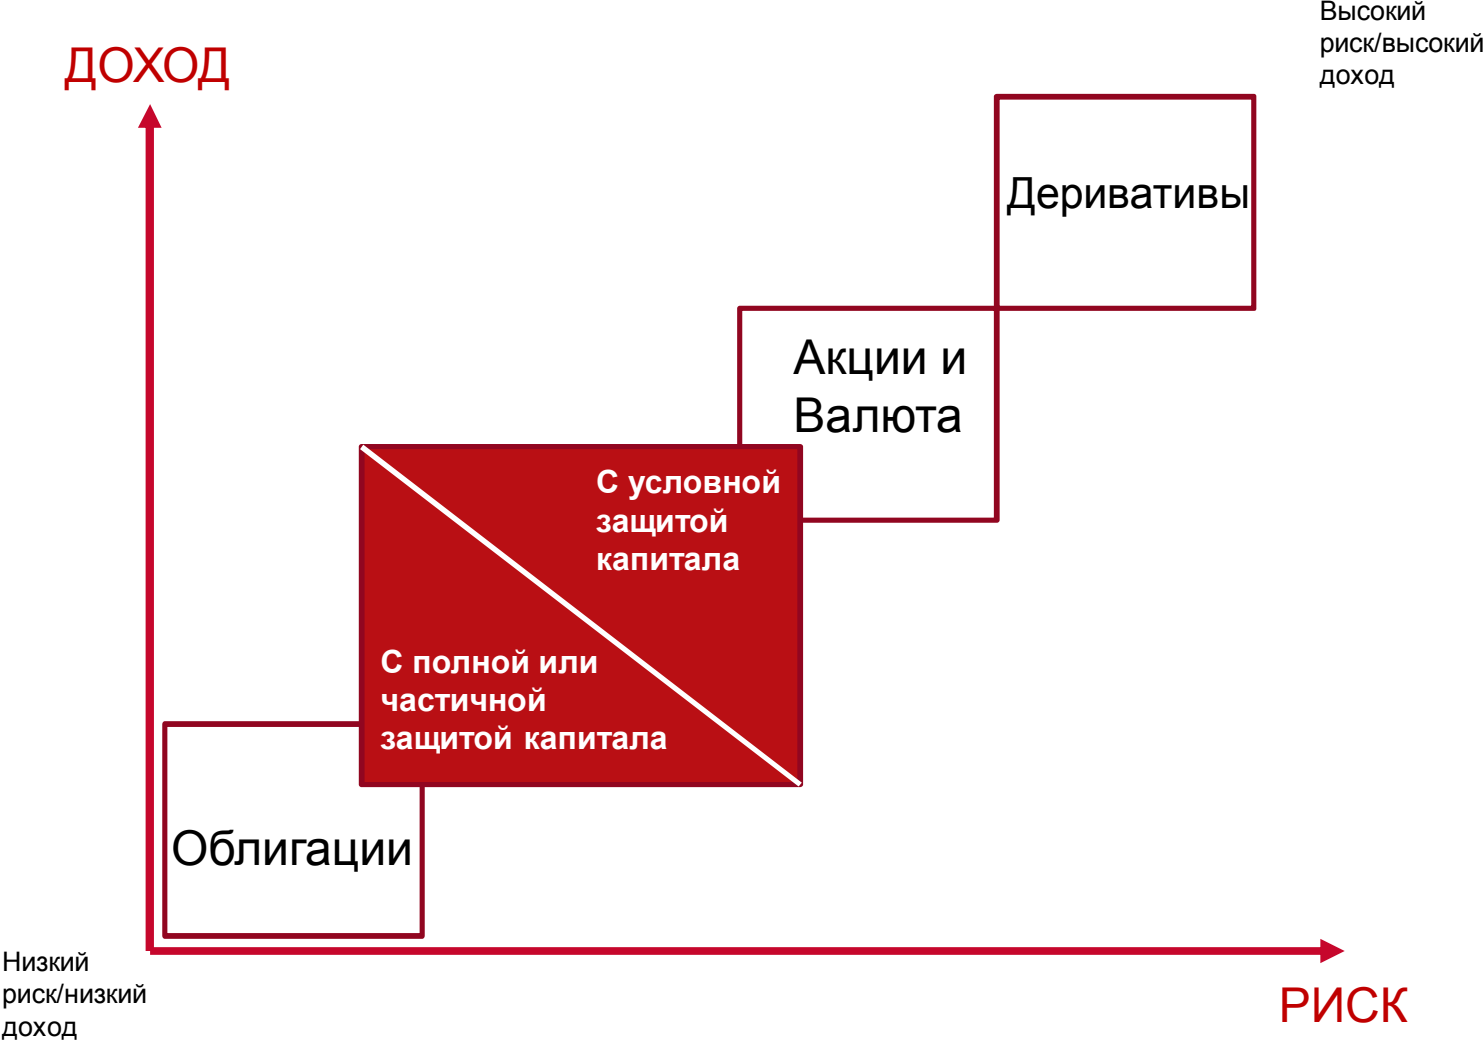 Высокий
риск/высокий
доход
ДОХОД
Деривативы
Акции и
Валюта
С условной
защитой
капитала
С полной или
частичной
защитой капитала
Облигации
Низкий
риск/низкий
доход
РИСК